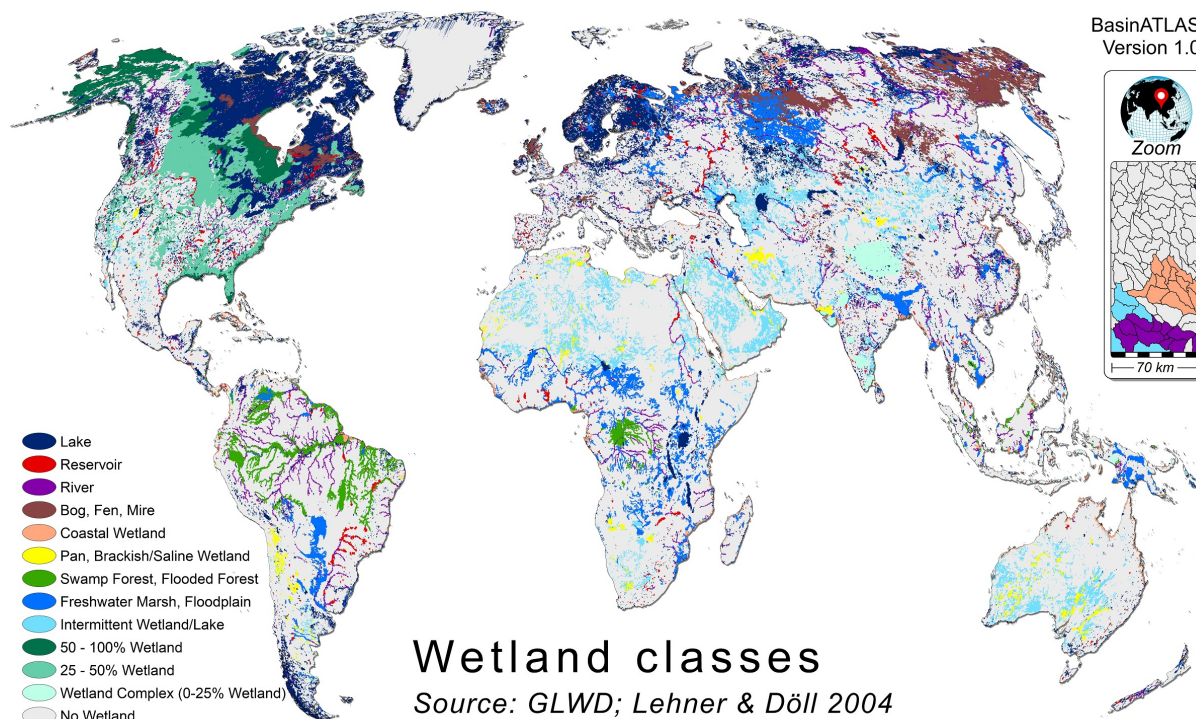 BasinATLAS
Version 1.0
Zoom
70 km
Lake
Reservoir
River
Bog, Fen, Mire
Coastal Wetland
Pan, Brackish/Saline Wetland
Swamp Forest, Flooded Forest
Freshwater Marsh, Floodplain
Intermittent Wetland/Lake
50 - 100% Wetland
25 - 50% Wetland
Wetland Complex (0-25% Wetland)
No Wetland
Wetland classes
Source: GLWD; Lehner & Döll 2004